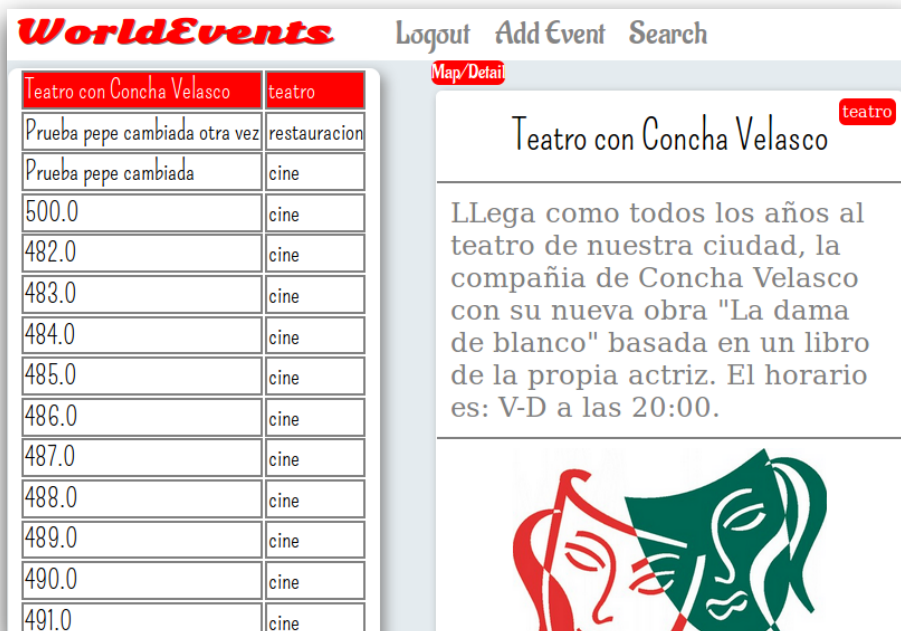 WorldEvents
Logout Add Event Search
Teatro con Concha Velasco teatro
Prueba pepe cambiada otra vez restauracion
Prueba pepe cambiada cine
500.0 cine
482.0 cine
483.0 cine
484.0 cine
485.0 cine
486.0 cine
487.0 cine
488.0 cine
489.0 cine
490.0 cine
491.0 cine
Map/Detail
Teatro con Concha Velasco
teatro
LLega como todos los años al
teatro de nuestra ciudad, la
compañia de Concha Velasco
con su nueva obra "La dama
de blanco" basada en un libro
de la propia actriz. El horario
es: V-D a las 20:00.